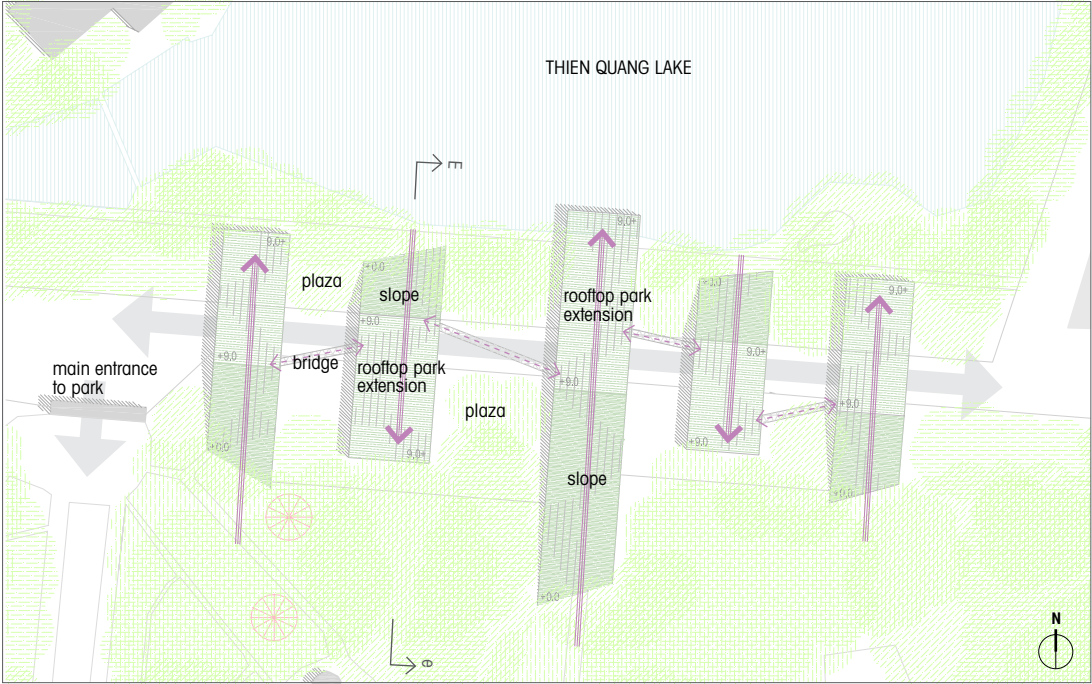 THIEN QUANG LAKE
E
9,0+
9,0+
+0.0
plaza
slope
rooftop park
extension
+0.0
9,0+
+9.0
+9.0
bridge
9,0+
main entrance
to park
rooftop park
extension
+9.0
+9.0
plaza
+0.0
9,0+
+9.0
slope
+0.0
+0.0
N
e